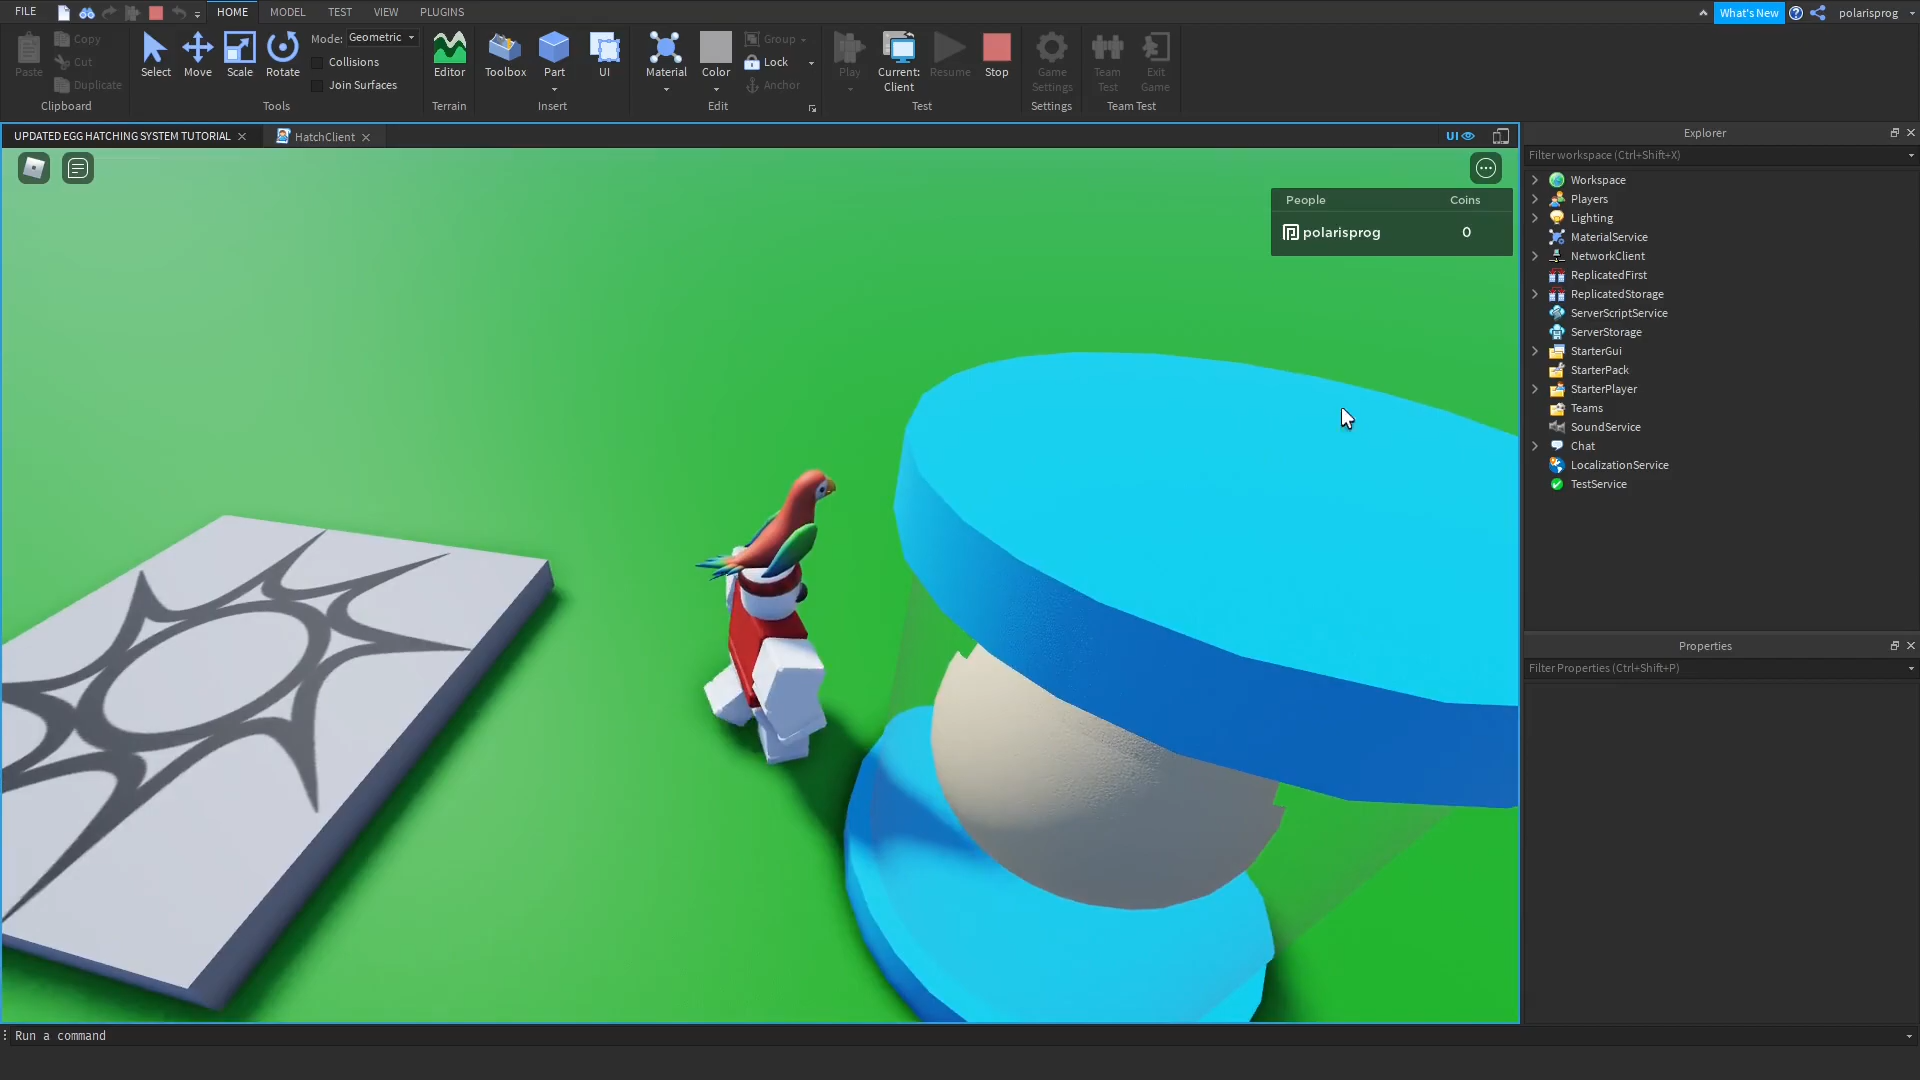 FILE HOME MODEL TEST VIEW PLUGINS What's New polarisprog
Paste Copy Cut Duplicate Clipboard
Select Move Scale Rotate Mode: Geometric Collisions Join Surfaces Tools
Editor Terrain
Toolbox Part UI Insert
Material Color Group Lock Anchor Edit
Play Current: Client Resume Stop Test
Game Settings Settings
Team Test Exit Game Team Test
UPDATED EGG HATCHING SYSTEM TUTORIAL HatchClient UI
People Coins
polarisprog 0
Explorer
Filter workspace (Ctrl+Shift+X)
Workspace
Players
Lighting
MaterialService
NetworkClient
ReplicatedFirst
ReplicatedStorage
ServerScriptService
ServerStorage
StarterGui
StarterPack
StarterPlayer
Teams
SoundService
Chat
LocalizationService
TestService
Properties
Filter Properties (Ctrl+Shift+P)
Run a command